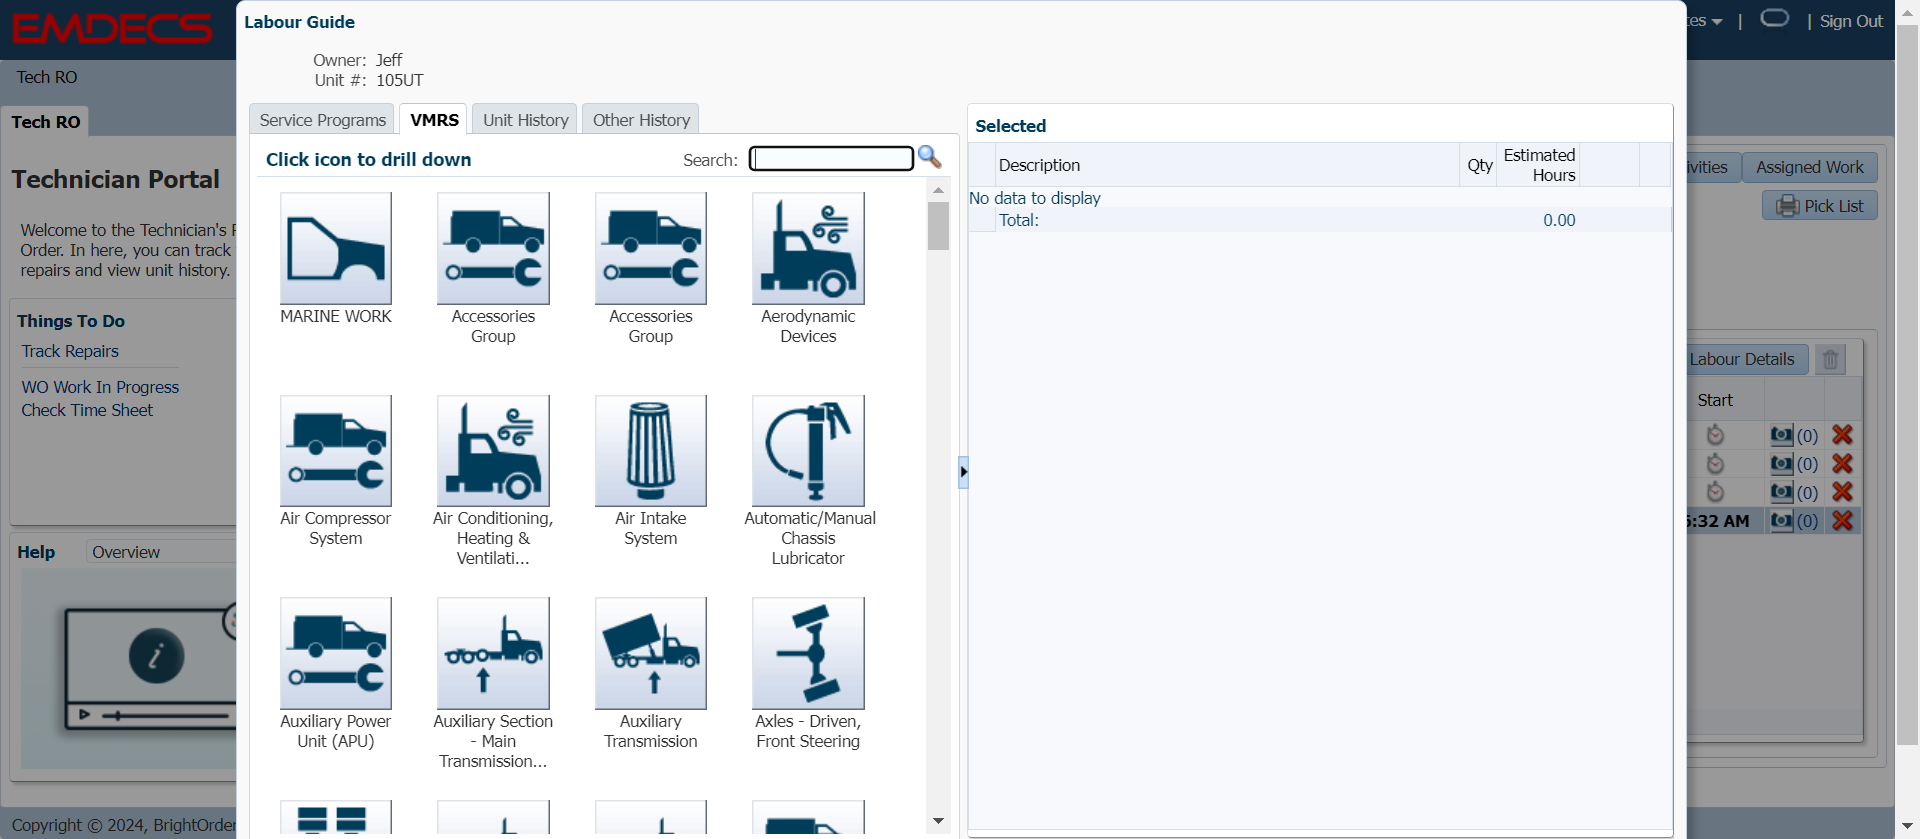 EMDECS
Tech RO
Tech RO
Technician Portal
Welcome to the Technician's
Order. In here, you can track
repairs and view unit history.
Things To Do
Track Repairs
WO Work In Progress
Check Time Sheet
Help
Overview
Copyright © 2024, BrightOrder
Labour Guide
Owner: Jeff
Unit #: 105UT
Service Programs
VMRS
Unit History
Other History
Click icon to drill down
Search:
MARINE WORK
Accessories
Group
Accessories
Group
Aerodynamic
Devices
Air Compressor
System
Air Conditioning,
Heating &
Ventilati...
Air Intake
System
Automatic/Manual
Chassis
Lubricator
Auxiliary Power
Unit (APU)
Auxiliary Section
- Main
Transmission...
Auxiliary
Transmission
Axles - Driven,
Front Steering
Selected
Description
Qty
Estimated
Hours
No data to display
Total: 0.00
| | Sign Out
Assigned Work
Pick List
Labour Details
Start
(0)
(0)
(0)
5:32 AM (0)